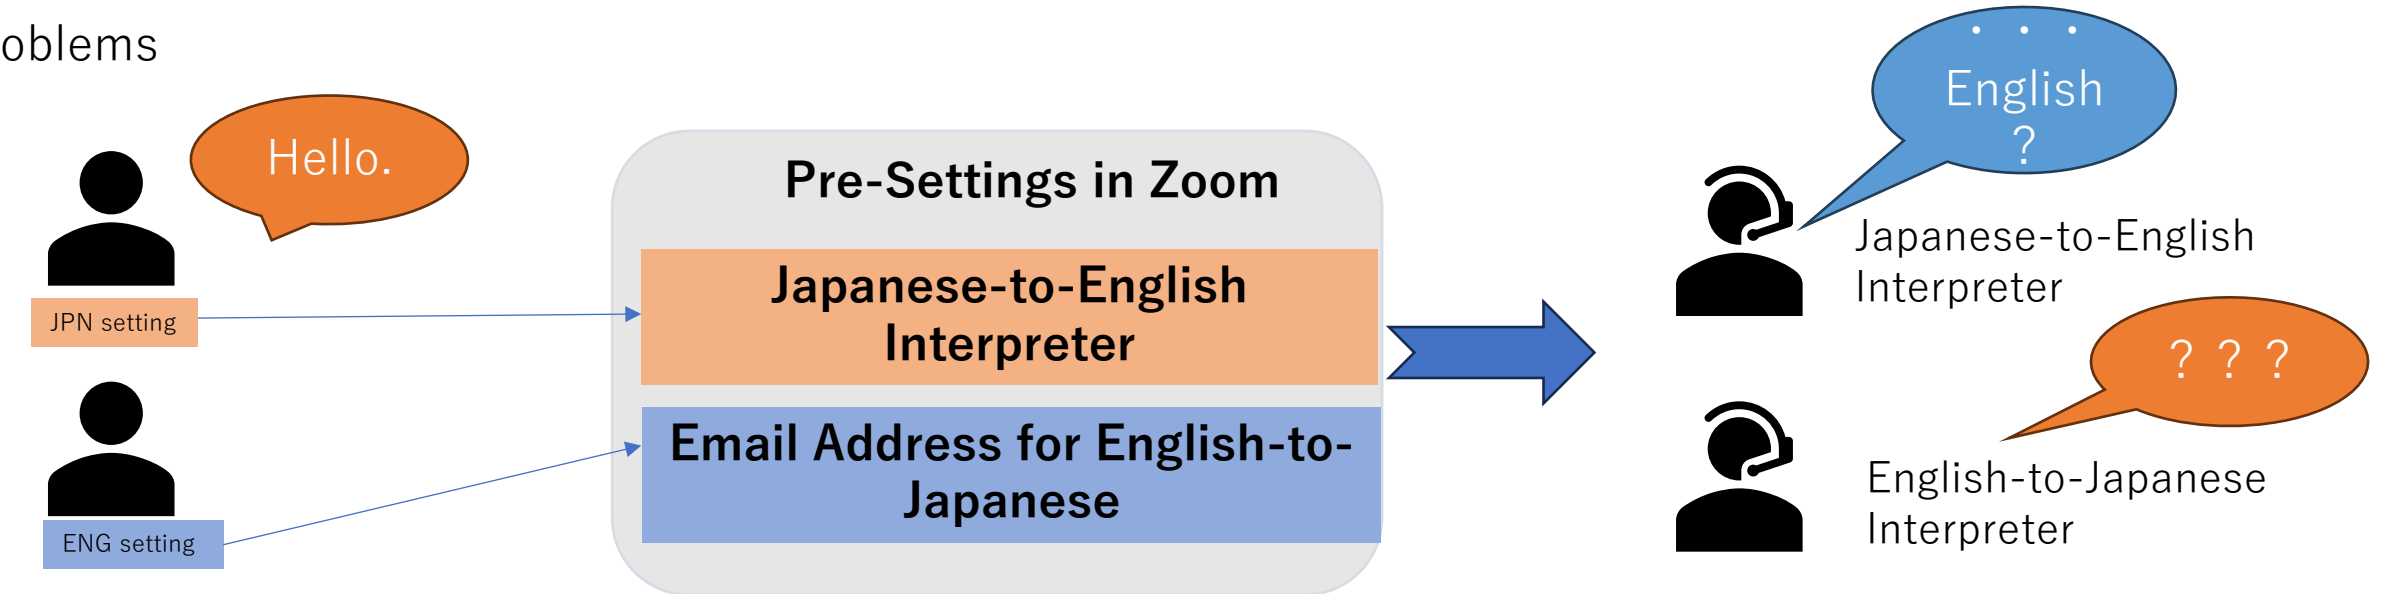 oblems
Hello.
JPN setting
ENG setting
Pre-Settings in Zoom
Japanese-to-English
Interpreter
Email Address for English-to-
Japanese
・・・
English
?
Japanese-to-English
Interpreter
？？？
English-to-Japanese
Interpreter